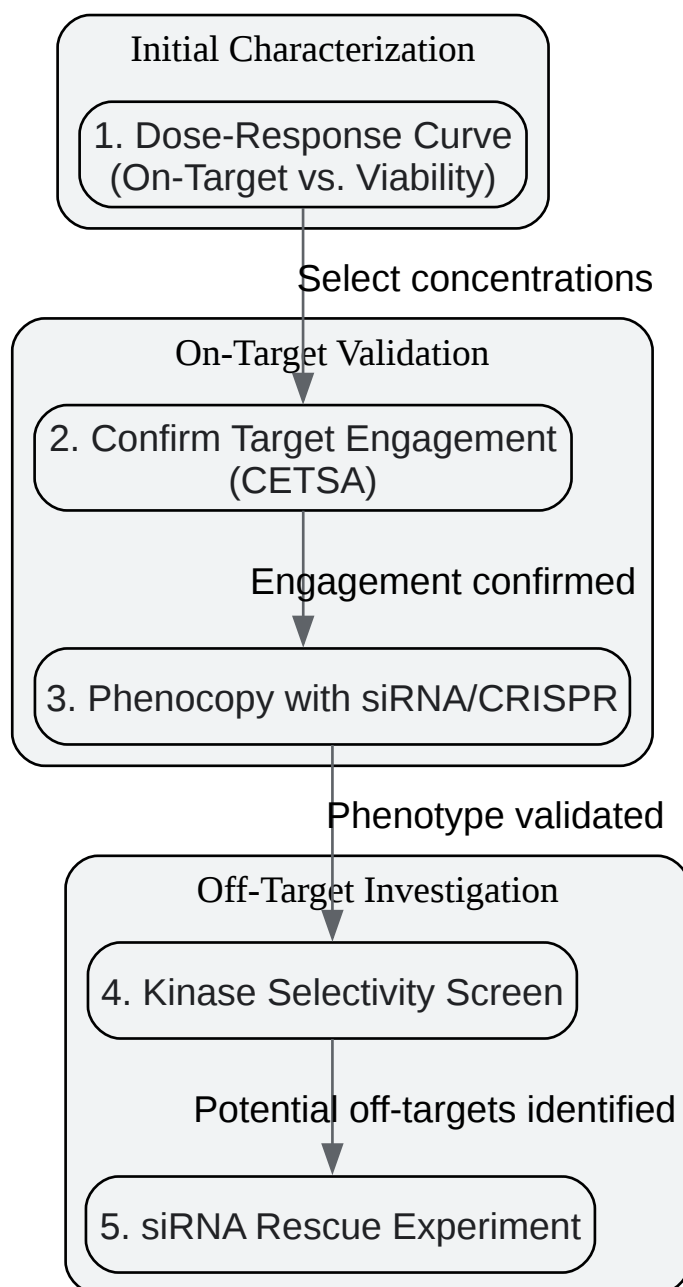 Initial Characterization
1. Dose-Response Curve
(On-Target vs. Viability)
Select concentrations
On-Target Validation
2. Confirm Target Engagement
(CETSA)
Engagement confirmed
3. Phenocopy with siRNA/CRISPR
Phenotype validated
Off-Target Investigation
4. Kinase Selectivity Screen
Potential off-targets identified
5. siRNA Rescue Experiment